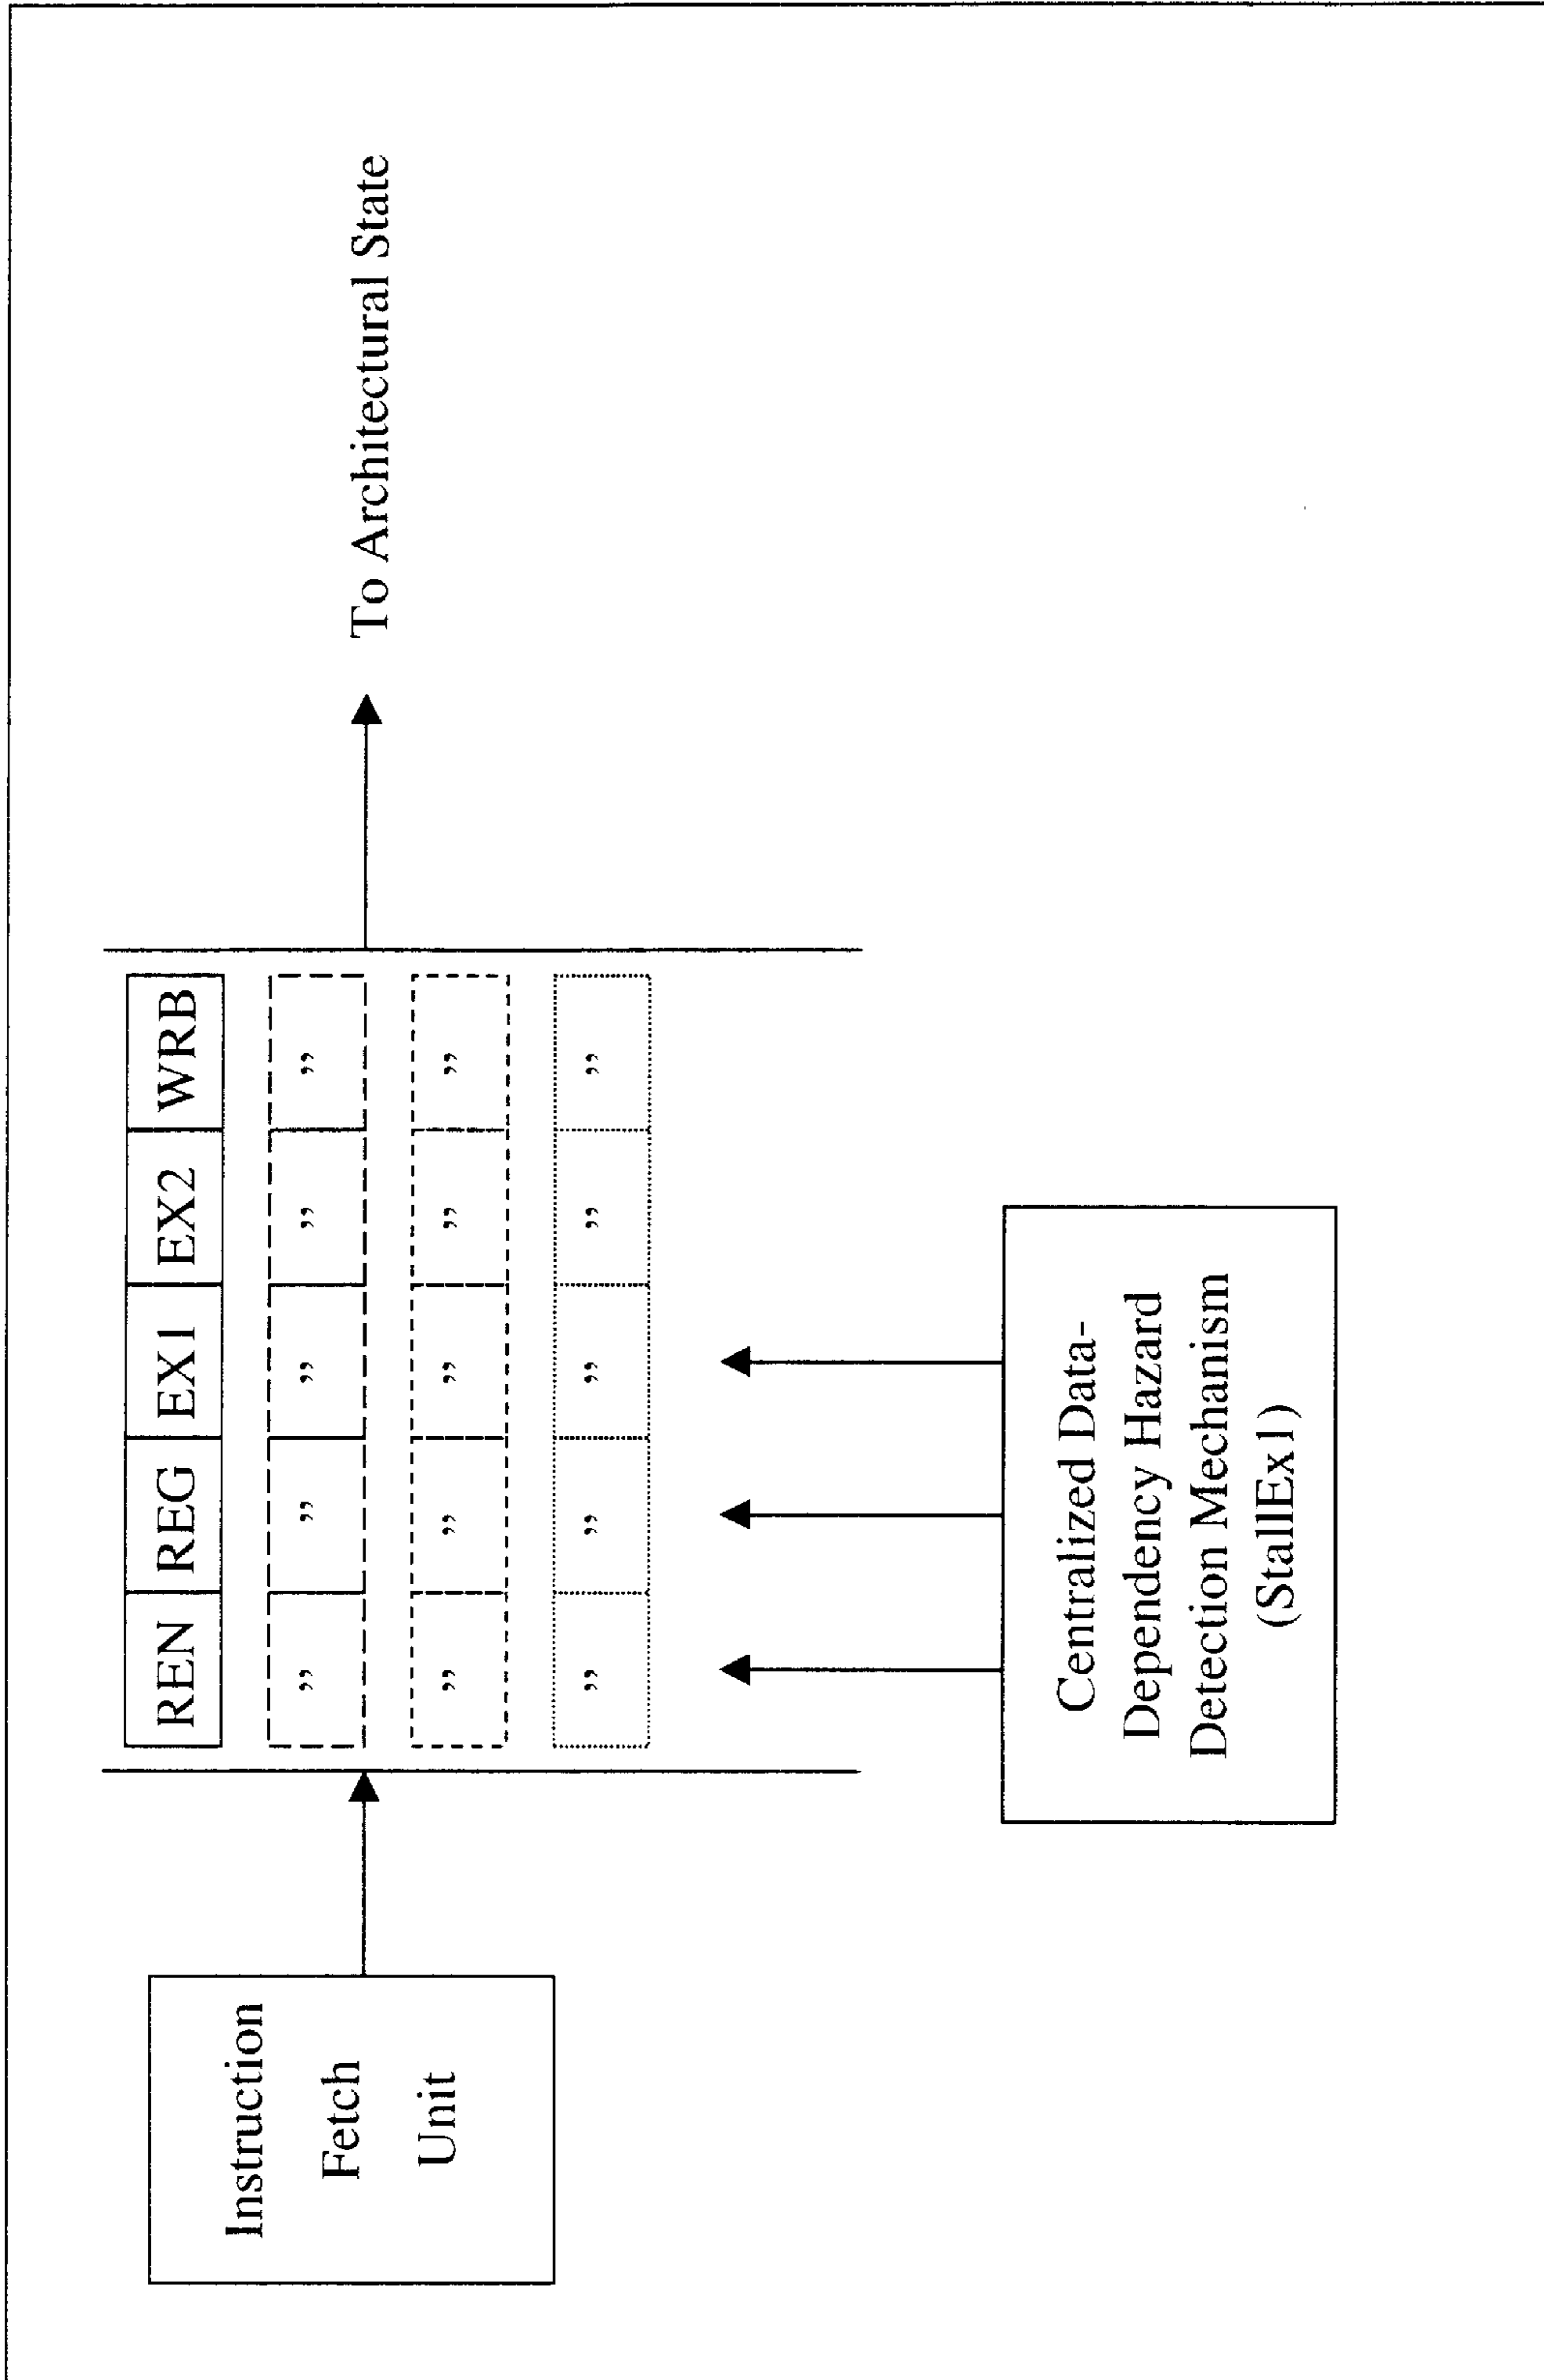 REN REG EX1 EX2 WRB
” ” ” ” ”
” ” ” ” ”
” ” ” ” ”
Instruction
Fetch
Unit
To Architectural State
Centralized Data-
Dependency Hazard
Detection Mechanism
(StallEx1)